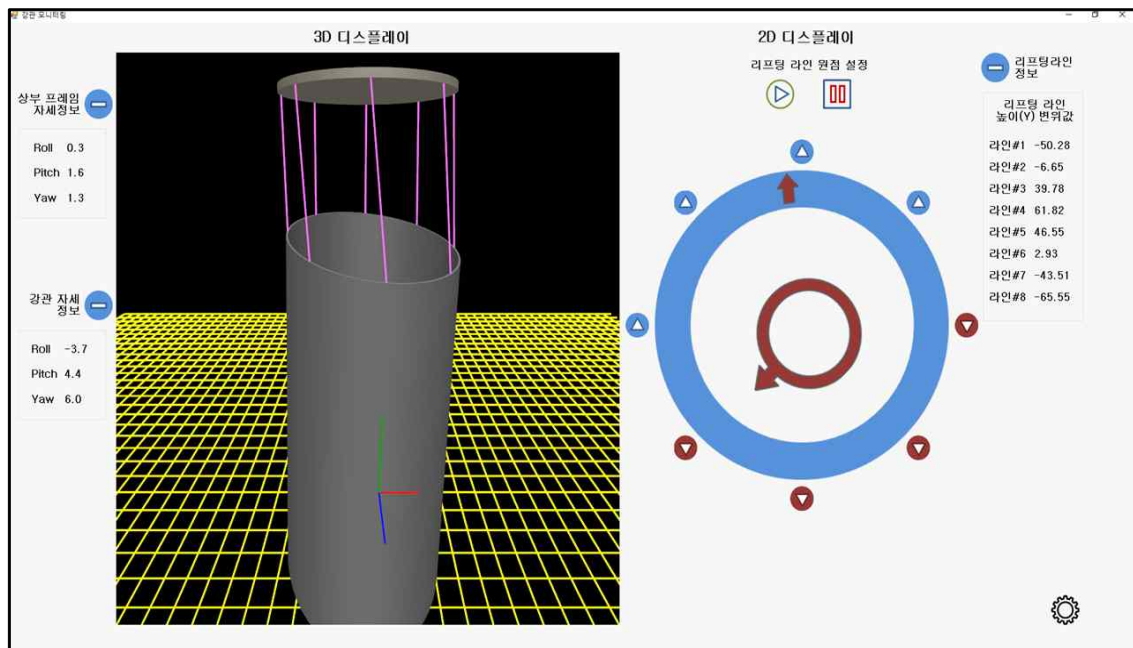 강관 모니터링
3D 디스플레이
2D 디스플레이
상부 프레임
자세정보
Roll 0.3
Pitch 1.6
Yaw 1.3
강관 자세
정보
Roll -3.7
Pitch 4.4
Yaw 6.0
리프팅 라인 원점 설정
리프팅라인
정보
리프팅 라인
높이(Y) 변위값
라인#1 -50.28
라인#2 -6.65
라인#3 39.78
라인#4 61.82
라인#5 46.55
라인#6 2.93
라인#7 -43.51
라인#8 -65.55